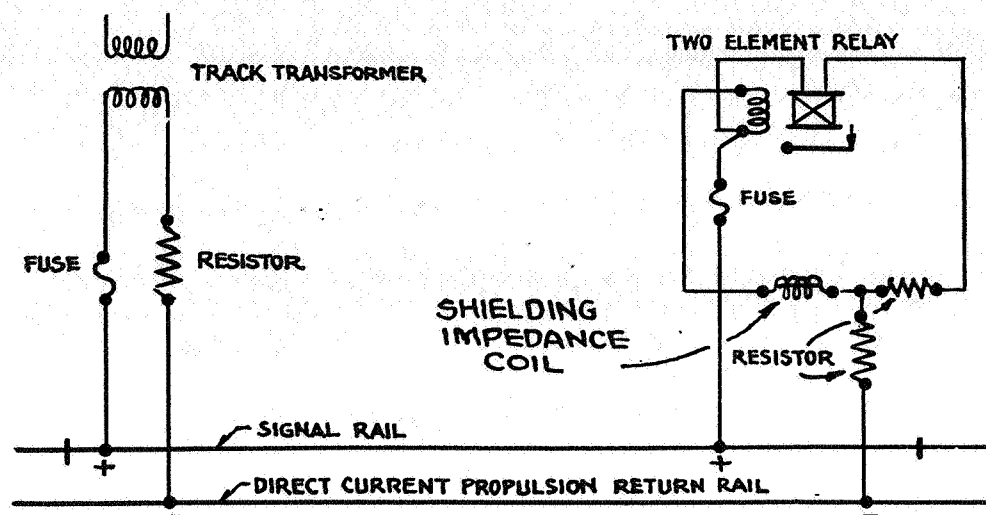 TWO ELEMENT RELAY
TRACK TRANSFORMER
FUSE
FUSE
RESISTOR
SHIELDING
IMPEDANCE
COIL
RESISTOR
SIGNAL RAIL
+
+
DIRECT CURRENT PROPULSION RETURN RAIL